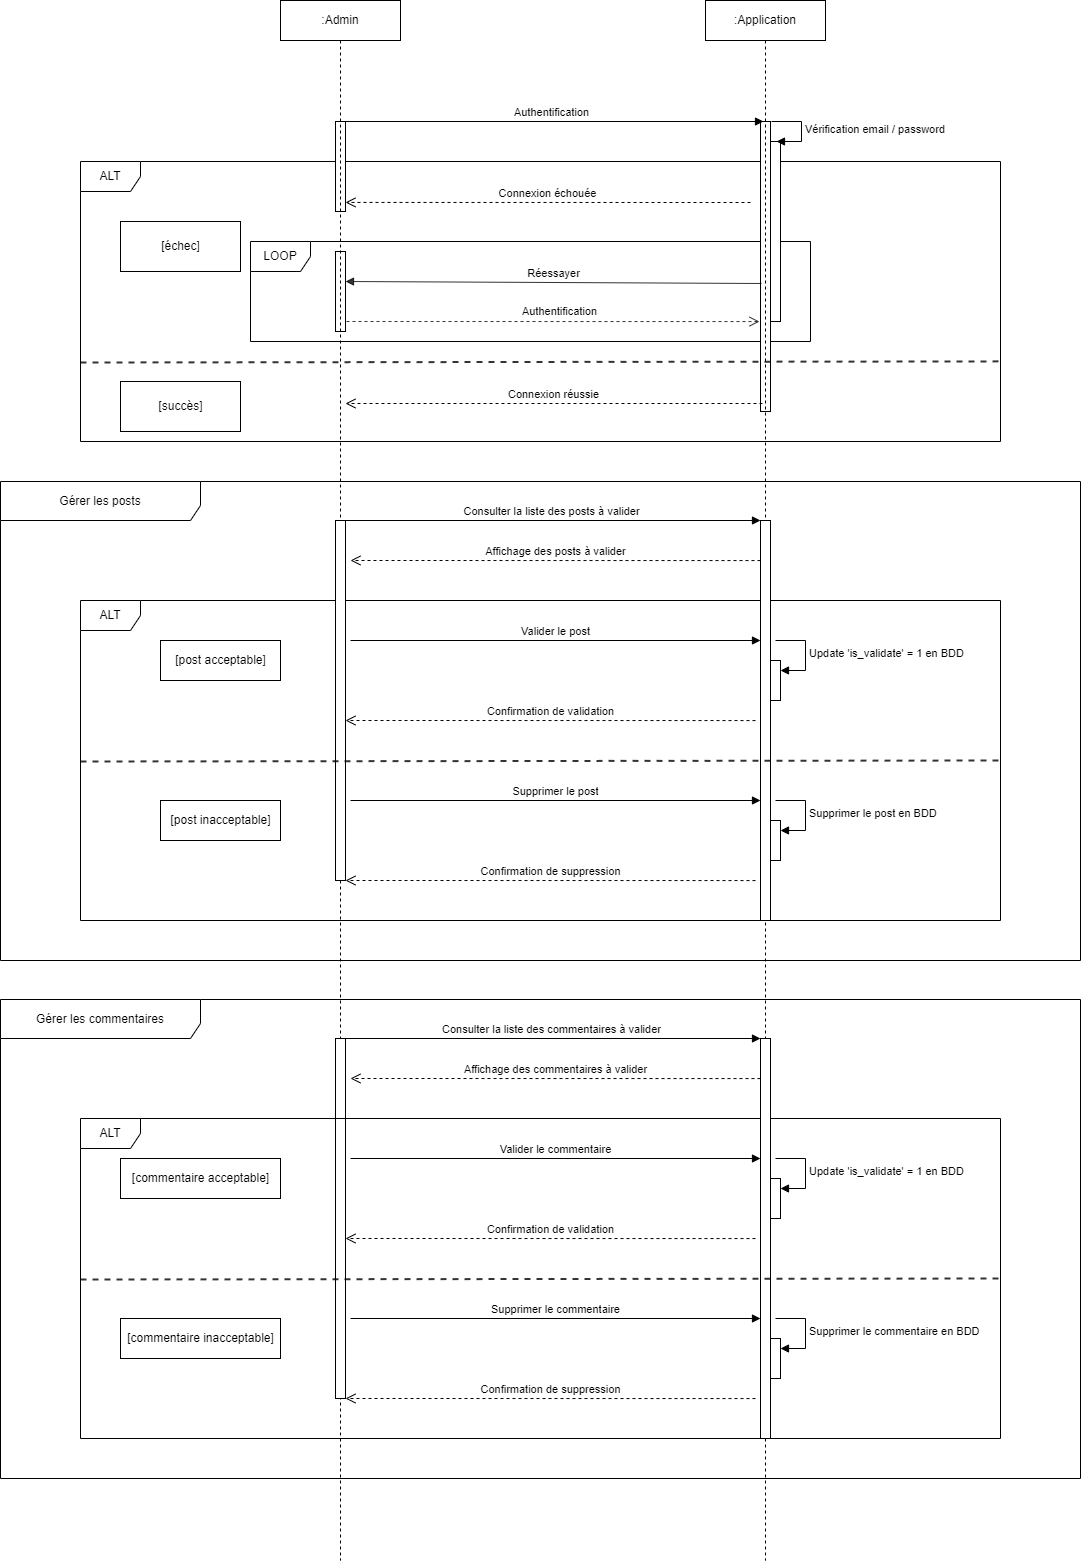 :Admin
:Application
Authentification
Vérification email / password
ALT
Connexion échouée
[échec]
LOOP
Réessayer
Authentification
Connexion réussie
[succès]
Gérer les posts
Consulter la liste des posts à valider
Affichage des posts à valider
ALT
Valider le post
[post acceptable]
Update 'is_validate' = 1 en BDD
Confirmation de validation
Supprimer le post
[post inacceptable]
Supprimer le post en BDD
Confirmation de suppression
Gérer les commentaires
Consulter la liste des commentaires à valider
Affichage des commentaires à valider
ALT
Valider le commentaire
[commentaire acceptable]
Update 'is_validate' = 1 en BDD
Confirmation de validation
Supprimer le commentaire
[commentaire inacceptable]
Supprimer le commentaire en BDD
Confirmation de suppression